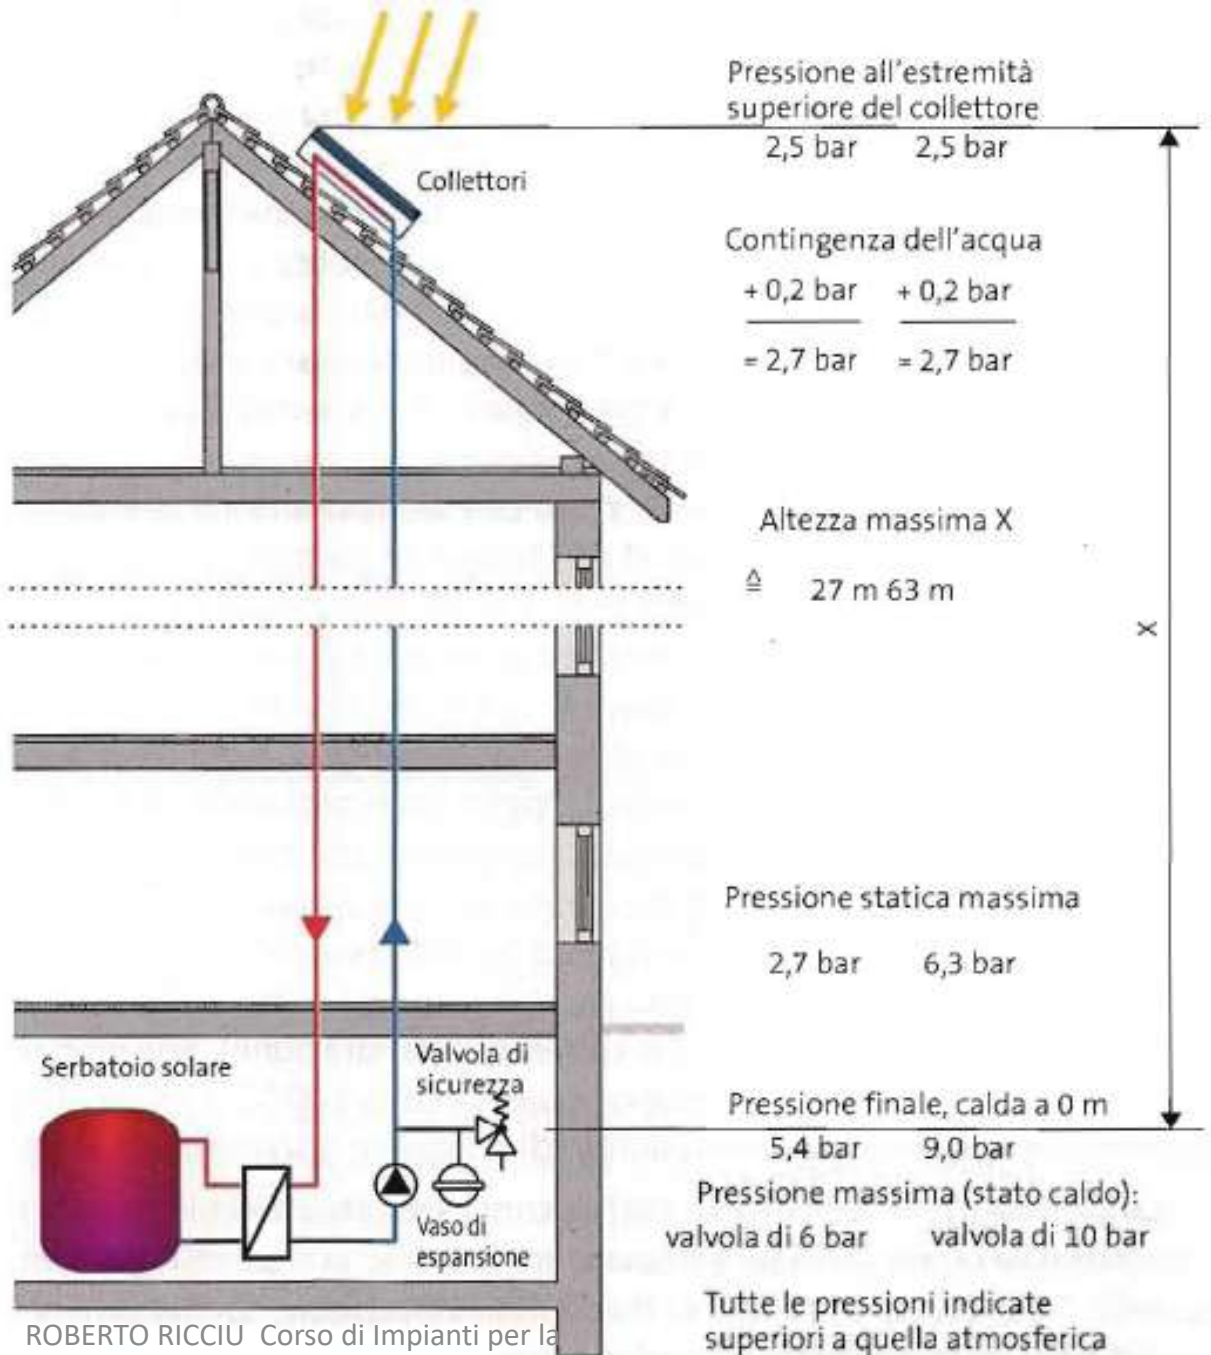 Pressione all'estremità
superiore del collettore
2,5 bar 2,5 bar
Collettori
Contingenza dell'acqua
+ 0,2 bar + 0,2 bar
= 2,7 bar = 2,7 bar
Altezza massima X
≙ 27 m 63 m
X
Pressione statica massima
2,7 bar 6,3 bar
Serbatoio solare
Valvola di
sicurezza
Pressione finale, calda a 0 m
5,4 bar 9,0 bar
Vaso di
espansione
Pressione massima (stato caldo):
valvola di 6 bar valvola di 10 bar
Tutte le pressioni indicate
superiori a quella atmosferica
ROBERTO RICCIU Corso di Impianti per la